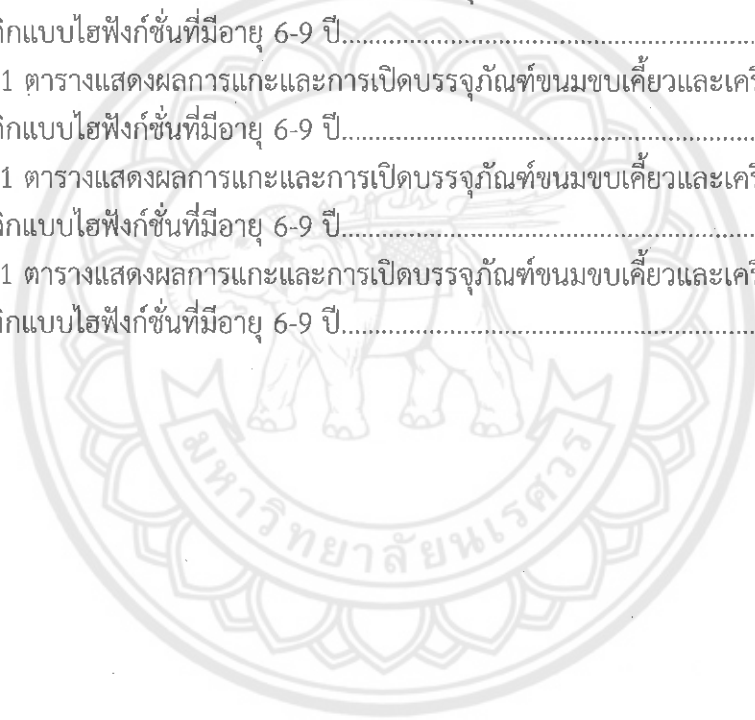 ติกแบบไฮฟังก์ชั่นที่มีอายุ 6-9 ปี
1 ตารางแสดงผลการแกะและการเปิดบรรจุภัณฑ์ขนมขบเคี้ยวและเครื
ติกแบบไฮฟังก์ชั่นที่มีอายุ 6-9 ปี
1 ตารางแสดงผลการแกะและการเปิดบรรจุภัณฑ์ขนมขบเคี้ยวและเครื
ติกแบบไฮฟังก์ชั่นที่มีอายุ 6-9 ปี
1 ตารางแสดงผลการแกะและการเปิดบรรจุภัณฑ์ขนมขบเคี้ยวและเครื
ติกแบบไฮฟังก์ชั่นที่มีอายุ 6-9 ปี
มหาวิทยาลัยนเรศวร